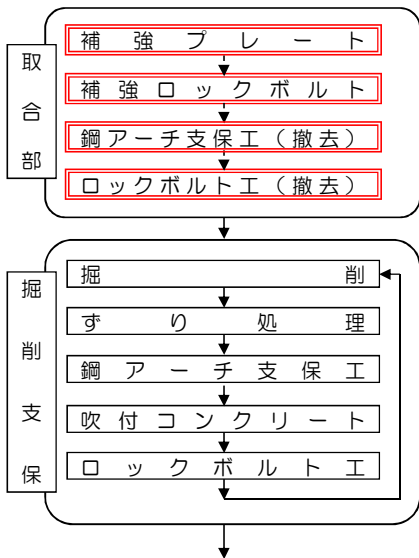 取合部
補強プレート
補強ロックボルト
鋼アーチ支保工(撤去)
ロックボルト工(撤去)
掘削支保
掘削
ずり処理
鋼アーチ支保工
吹付コンクリート
ロックボルト工